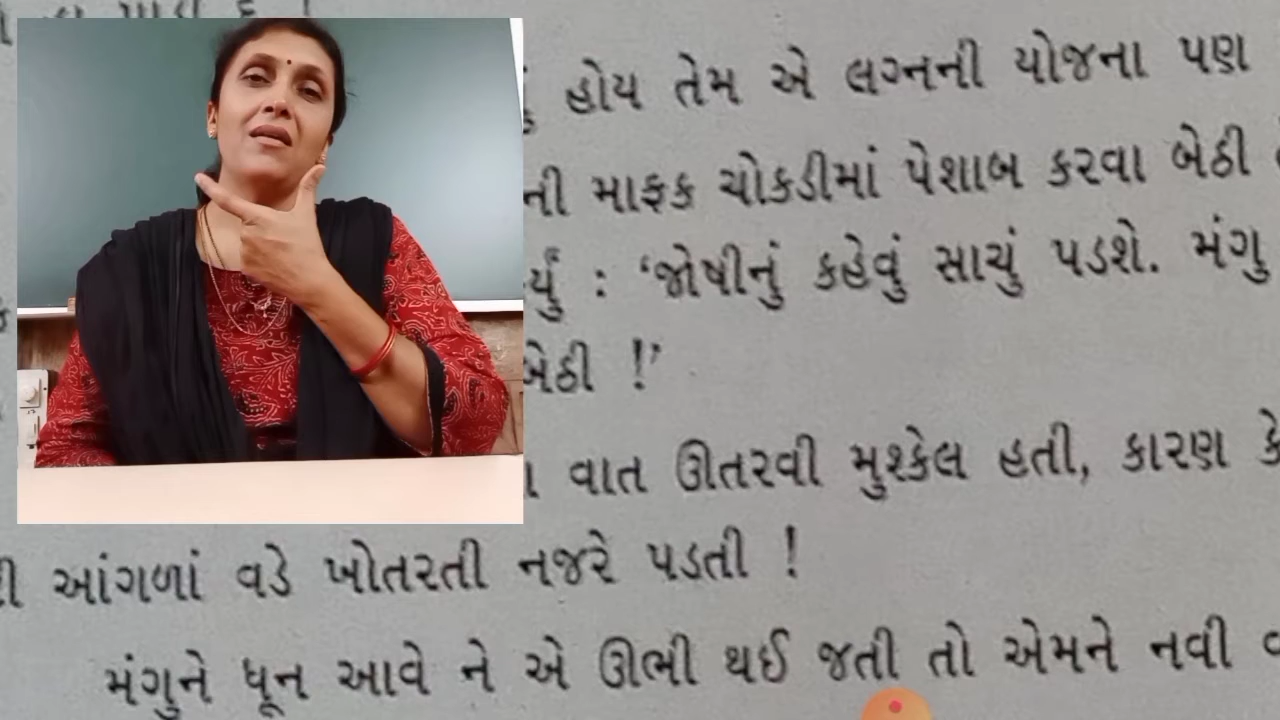 હોય તેમ એ લગ્નની યોજના પણ
ની માફક ચોકડીમાં પેશાબ કરવા બેઠી
ર્યું : ‘જોષીનું કહેવું સાચું પડશે. મંગુ
બેઠી !’
વાત ઊતરવી મુશ્કેલ હતી, કારણ કે
આંગળાં વડે ખોતરતી નજરે પડતી !
મંગુને ધૂન આવે ને એ ઊભી થઈ જતી તો એમને નવી